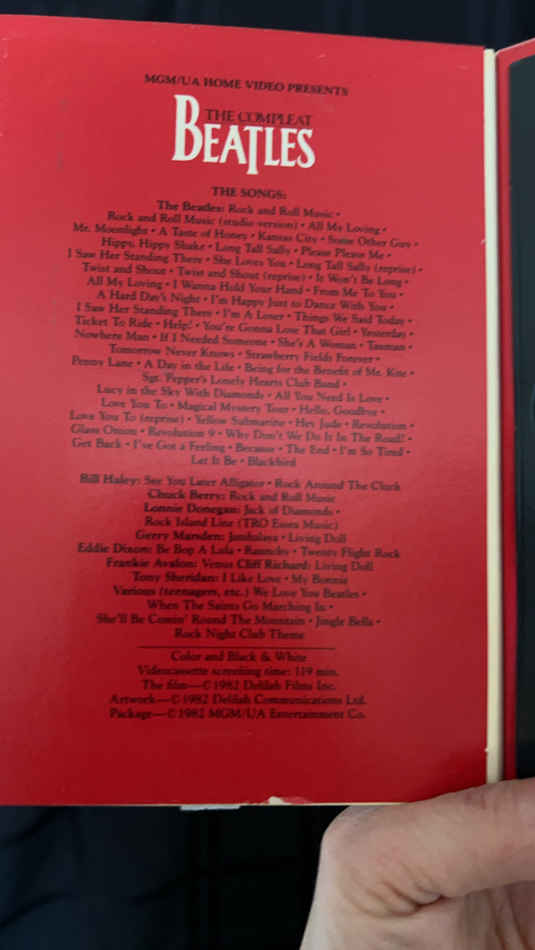 MGM/UA HOME VIDEO PRESENTS
THE COMPLEAT
BEATLES
THE SONGS:
The Beatles: Rock and Roll Music •
Rock and Roll Music (studio version) • All My Loving •
Mr. Moonlight • A Taste of Honey • Kansas City • Some Other Guy •
Hippy, Hippy Shake • Long Tall Sally • Please Please Me •
I Saw Her Standing There • She Loves You • Long Tall Sally (reprise) •
Twist and Shout • Twist and Shout (reprise) • It Won't Be Long •
All My Loving • I Wanna Hold Your Hand • From Me To You •
A Hard Day's Night • I'm Happy Just to Dance With You •
I Saw Her Standing There • I'm A Loser • Things We Said Today •
Ticket To Ride • Help! • You're Gonna Lose That Girl • Yesterday •
Nowhere Man • If I Needed Someone • She's A Woman • Taxman •
Tomorrow Never Knows • Strawberry Fields Forever •
Penny Lane • A Day in the Life • Being for the Benefit of Mr. Kite •
Sgt. Pepper's Lonely Hearts Club Band •
Lucy in the Sky With Diamonds • All You Need Is Love •
Love You To • Magical Mystery Tour • Hello, Goodbye •
Love You To (reprise) • Yellow Submarine • Hey Jude • Revolution •
Glass Onion • Revolution 9 • Why Don't We Do It In The Road? •
Get Back • I've Got a Feeling • Because • The End • I'm So Tired •
Let It Be • Blackbird
Bill Haley: See You Later Alligator • Rock Around The Clock
Chuck Berry: Rock and Roll Music
Lonnie Donegan: Jack of Diamonds •
Rock Island Line (TRO Essex Music)
Gerry Marsden: Jambalaya • Living Doll
Eddie Dixon: Be Bop A Lula • Raunchy • Twenty Flight Rock
Frankie Avalon: Venus Cliff Richard: Living Doll
Tony Sheridan: I Like Love • My Bonnie
Various (teenagers, etc.) We Love You Beatles •
When The Saints Go Marching In •
She'll Be Comin' Round The Mountain • Jingle Bells •
Rock Night Club Theme
Color and Black & White
Videocassette screening time: 119 min.
The film—©1982 Delilah Films Inc.
Artwork—©1982 Delilah Communications Ltd.
Package—©1982 MGM/UA Entertainment Co.